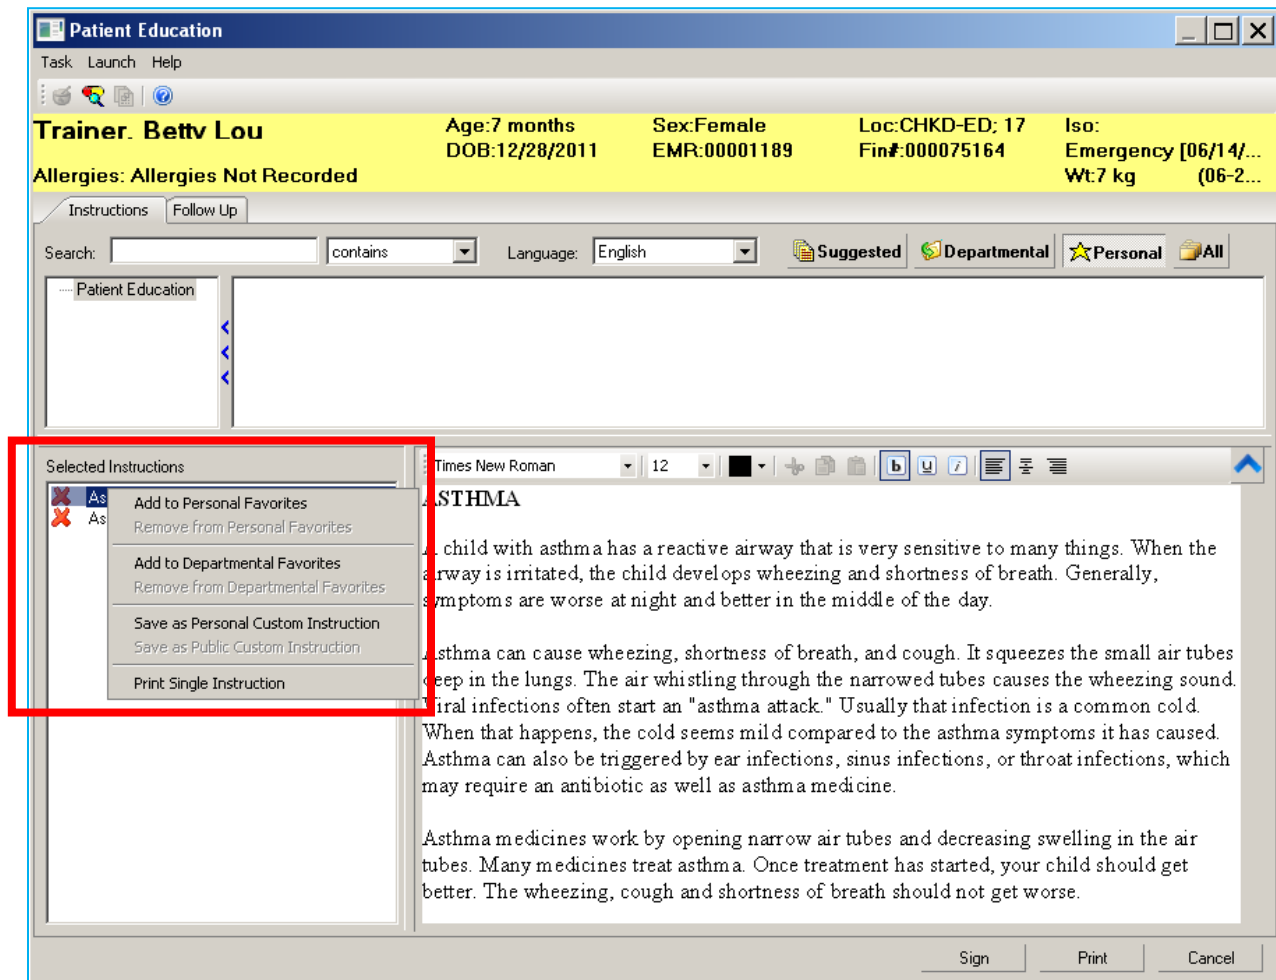 Patient Education
Task Launch Help
Trainer, Betty Lou
Age:7 months
Sex:Female
Loc:CHKD-ED; 17
Iso:
DOB:12/28/2011
EMR:00001189
Fin#:000075164
Emergency [06/14/...
Allergies: Allergies Not Recorded
Wt:7 kg (06-2...
Instructions
Follow Up
Search:
contains
Language:
English
Suggested
Departmental
Personal
All
Patient Education
Selected Instructions
As
As
Add to Personal Favorites
Remove from Personal Favorites
Add to Departmental Favorites
Remove from Departmental Favorites
Save as Personal Custom Instruction
Save as Public Custom Instruction
Print Single Instruction
Times New Roman
12
b u i
ASTHMA
A child with asthma has a reactive airway that is very sensitive to many things. When the
airway is irritated, the child develops wheezing and shortness of breath. Generally,
symptoms are worse at night and better in the middle of the day.
Asthma can cause wheezing, shortness of breath, and cough. It squeezes the small air tubes
deep in the lungs. The air whistling through the narrowed tubes causes the wheezing sound.
Viral infections often start an "asthma attack." Usually that infection is a common cold.
When that happens, the cold seems mild compared to the asthma symptoms it has caused.
Asthma can also be triggered by ear infections, sinus infections, or throat infections, which
may require an antibiotic as well as asthma medicine.
Asthma medicines work by opening narrow air tubes and decreasing swelling in the air
tubes. Many medicines treat asthma. Once treatment has started, your child should get
better. The wheezing, cough and shortness of breath should not get worse.
Sign
Print
Cancel